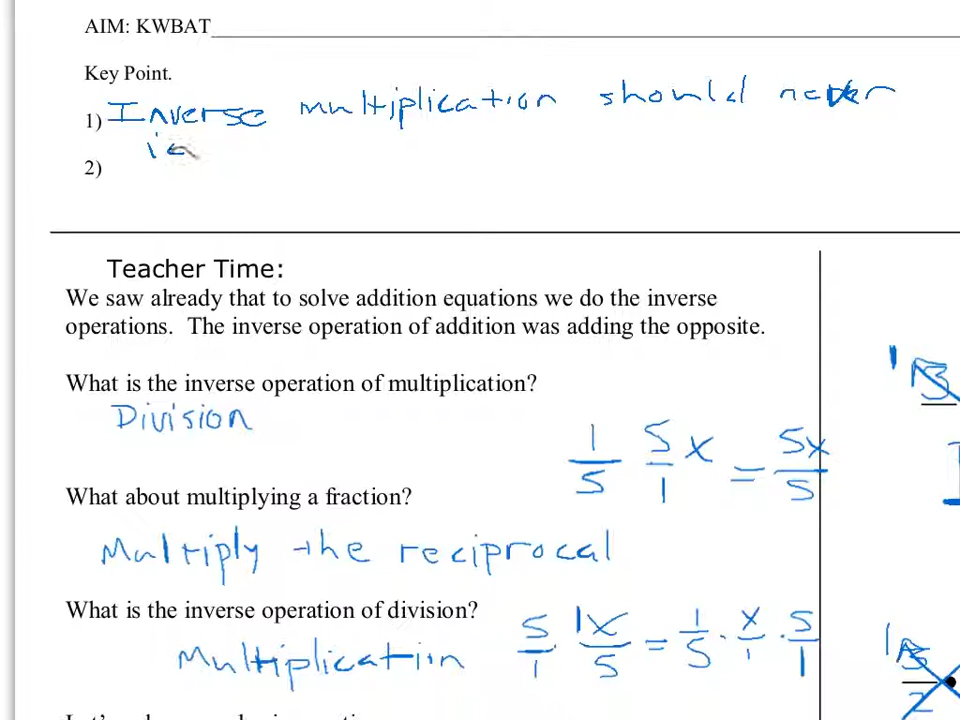 AIM: KWBAT
Key Point.
1) Inverse multiplication should never
2)
Teacher Time:
We saw already that to solve addition equations we do the inverse
operations. The inverse operation of addition was adding the opposite.
What is the inverse operation of multiplication?
Division
1/5 5/1 x = 5x/5
What about multiplying a fraction?
Multiply the reciprocal
What is the inverse operation of division?
Multiplication 5/1 · 1x/5 = 1/5 · x/1 · 5/1